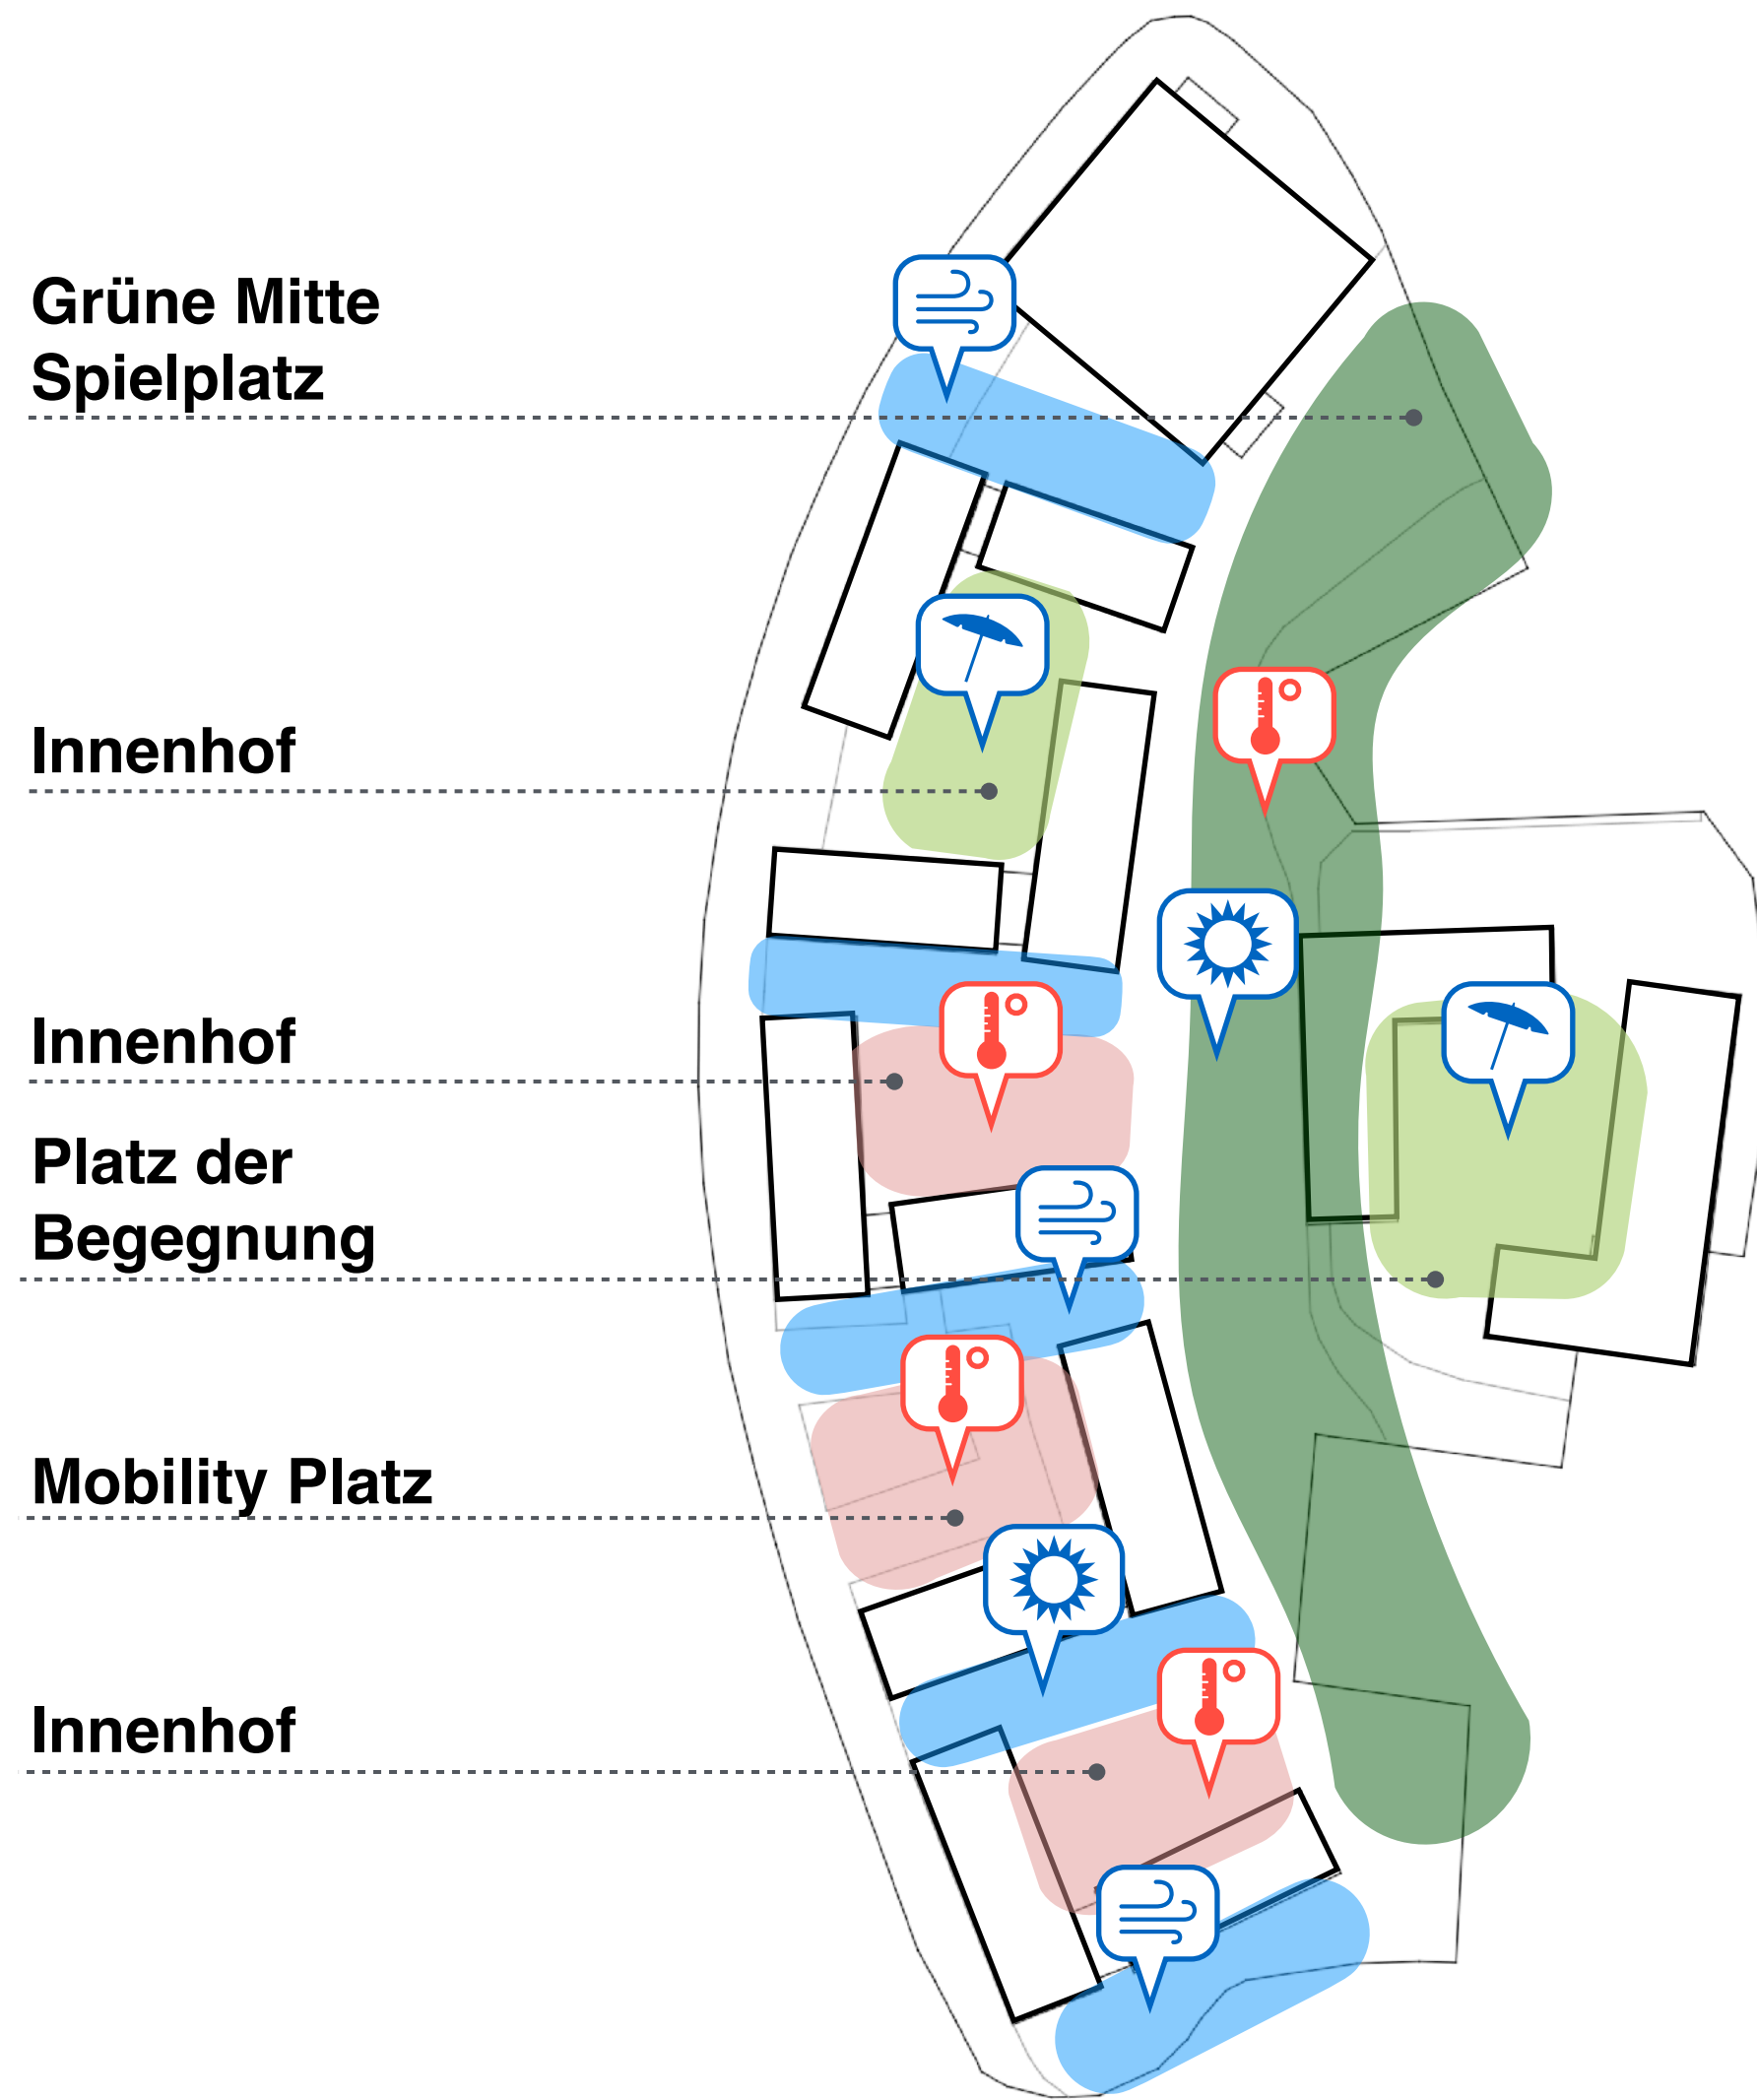 Grüne Mitte
Spielplatz
Innenhof
Innenhof
Platz der
Begegnung
Mobility Platz
Innenhof